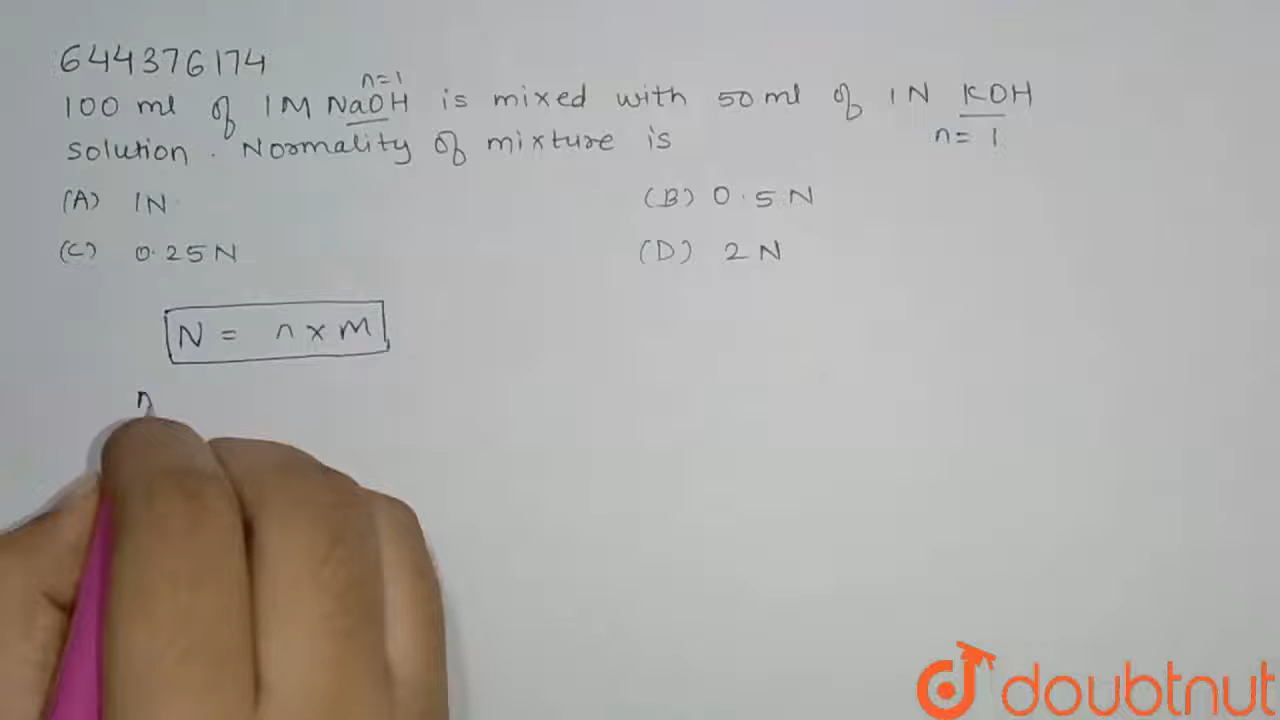 644376174
n=1
100 ml of 1M NaOH is mixed with 50 ml of 1N KOH
n= 1
solution. Normality of mixture is
(A) 1N
(B) 0.5 N
(C) 0.25 N
(D) 2 N
N = n x M
n
doubtnut